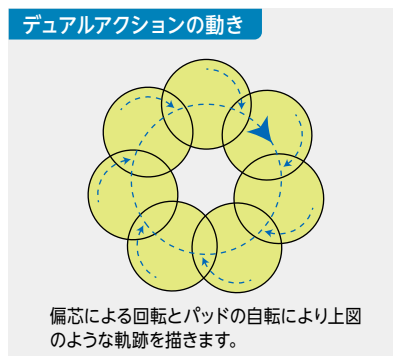 デュアルアクションの動き
偏芯による回転とパッドの自転により上図
のような軌跡を描きます。